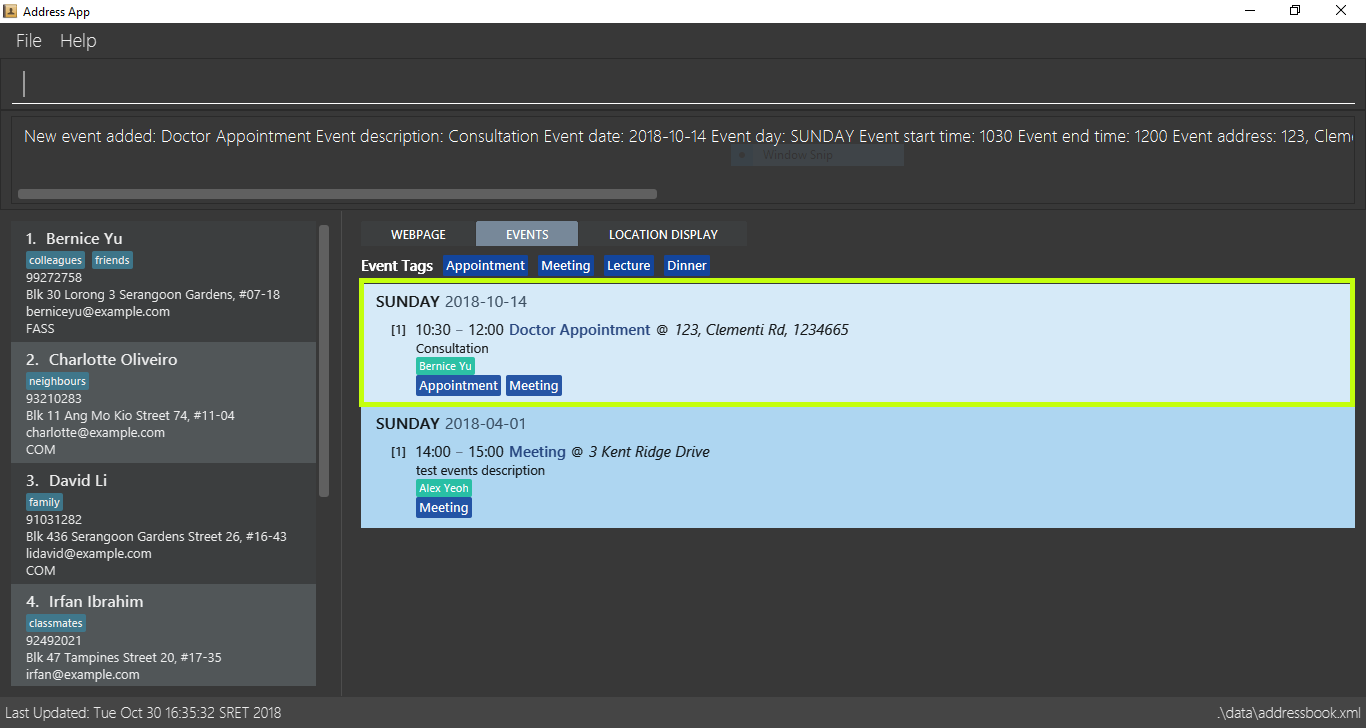 Address App
File Help
New event added: Doctor Appointment Event description: Consultation Event date: 2018-10-14 Event day: SUNDAY Event start time: 1030 Event end time: 1200 Event address: 123, Clem
Window Snip
1. Bernice Yu
colleagues friends
99272758
Blk 30 Lorong 3 Serangoon Gardens, #07-18
berniceyu@example.com
FASS
2. Charlotte Oliveiro
neighbours
93210283
Blk 11 Ang Mo Kio Street 74, #11-04
charlotte@example.com
COM
3. David Li
family
91031282
Blk 436 Serangoon Gardens Street 26, #16-43
lidavid@example.com
COM
4. Irfan Ibrahim
classmates
92492021
Blk 47 Tampines Street 20, #17-35
irfan@example.com
WEBPAGE EVENTS LOCATION DISPLAY
Event Tags Appointment Meeting Lecture Dinner
SUNDAY 2018-10-14
[1] 10:30 – 12:00 Doctor Appointment @ 123, Clementi Rd, 1234665
Consultation
Bernice Yu
Appointment Meeting
SUNDAY 2018-04-01
[1] 14:00 – 15:00 Meeting @ 3 Kent Ridge Drive
test events description
Alex Yeoh
Meeting
Last Updated: Tue Oct 30 16:35:32 SRET 2018
.\data\addressbook.xml